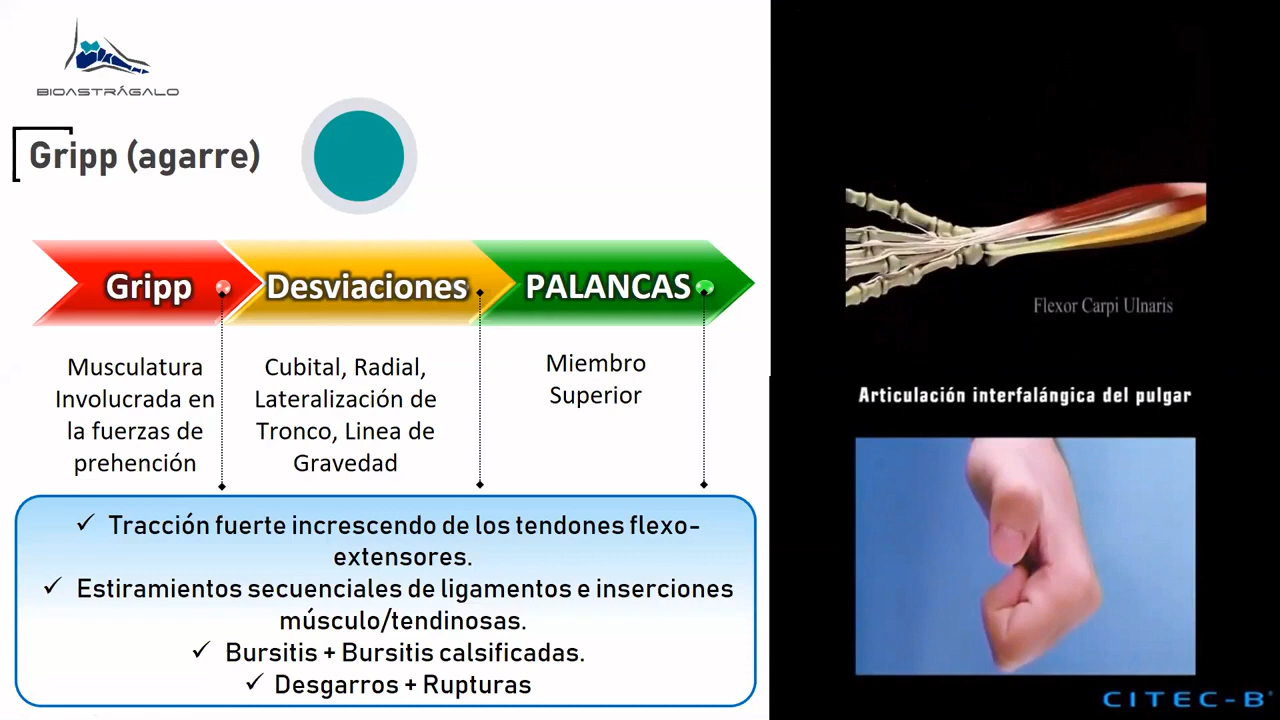 BIOASTRÁGALO
Gripp (agarre)
Gripp
Desviaciones
PALANCAS
Musculatura
Involucrada en
la fuerzas de
prehención
Cubital, Radial,
Lateralización de
Tronco, Linea de
Gravedad
Miembro
Superior
✓ Tracción fuerte increscendo de los tendones flexo-
extensores.
✓ Estiramientos secuenciales de ligamentos e inserciones
músculo/tendinosas.
✓ Bursitis + Bursitis calsificadas.
✓ Desgarros + Rupturas
Flexor Carpi Ulnaris
Articulación interfalángica del pulgar
CITEC-B